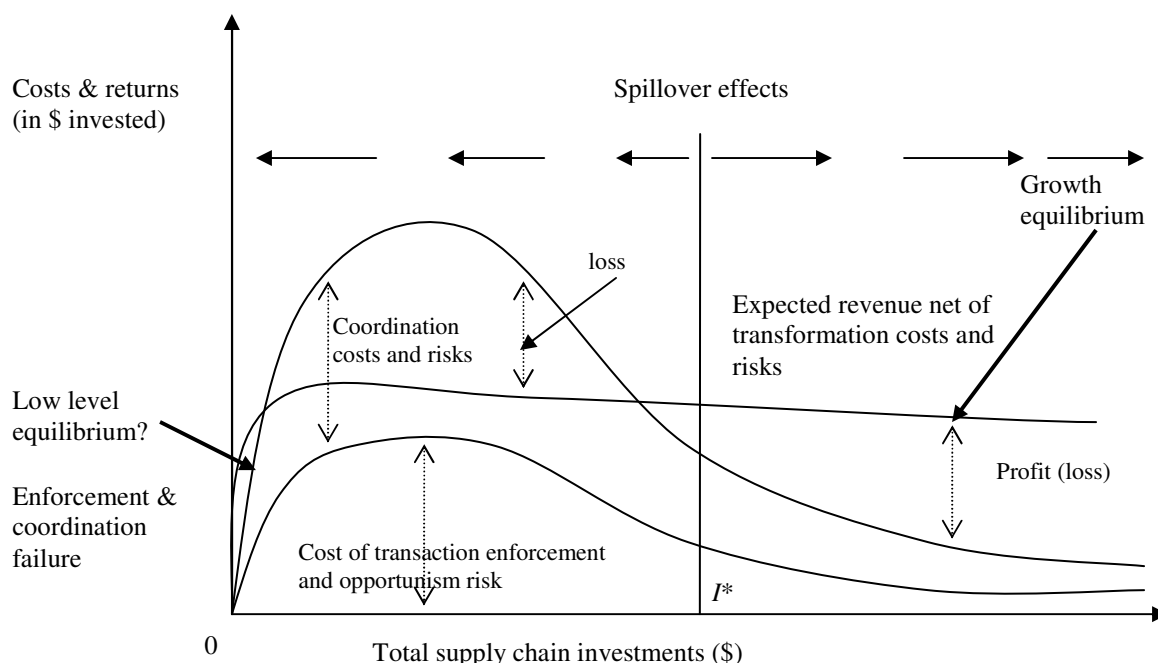 Costs & returns
(in $ invested)
Spillover effects
Growth
equilibrium
loss
Expected revenue net of
transformation costs and
risks
Coordination
costs and risks
Low level
equilibrium?
Profit (loss)
Enforcement &
coordination
failure
Cost of transaction enforcement
and opportunism risk
I*
0
Total supply chain investments ($)